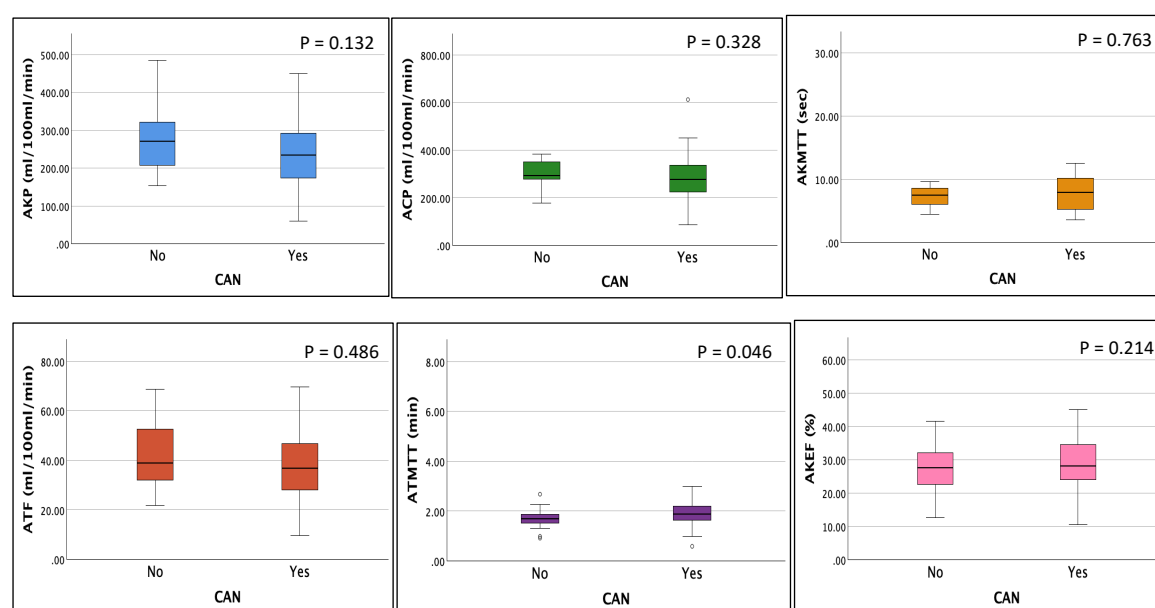 P = 0.132
AKP (ml/100ml/min)
500.00
400.00
300.00
200.00
100.00
.00
No
Yes
CAN
P = 0.328
ACP (ml/100ml/min)
800.00
600.00
400.00
200.00
.00
No
Yes
CAN
P = 0.763
AKMTT (sec)
30.00
20.00
10.00
.00
No
Yes
CAN
P = 0.486
ATF (ml/100ml/min)
80.00
60.00
40.00
20.00
.00
No
Yes
CAN
P = 0.046
ATMTT (min)
8.00
6.00
4.00
2.00
.00
No
Yes
CAN
P = 0.214
AKEF (%)
60.00
50.00
40.00
30.00
20.00
10.00
.00
No
Yes
CAN